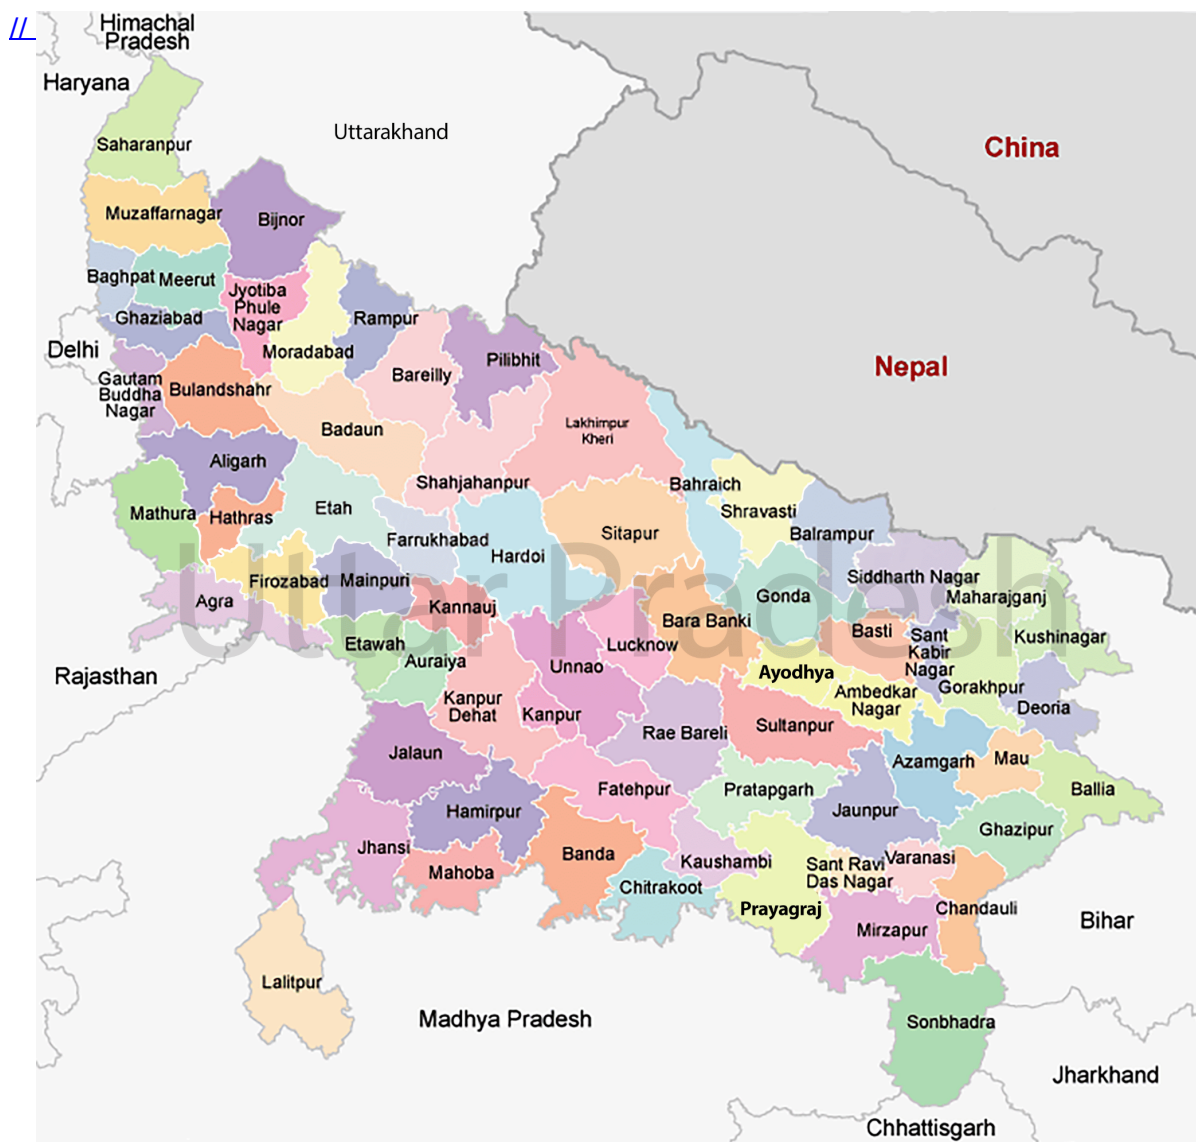 //
Himachal
Pradesh
Haryana
Uttarakhand
China
Saharanpur
Muzaffarnagar
Bijnor
Baghpat
Meerut
Jyotiba
Phule
Nagar
Ghaziabad
Rampur
Delhi
Moradabad
Pilibhit
Nepal
Gautam
Buddha
Nagar
Bulandshahr
Bareilly
Badaun
Lakhimpur
Kheri
Aligarh
Shahjahanpur
Bahraich
Mathura
Hathras
Etah
Shravasti
Farrukhabad
Hardoi
Sitapur
Balrampur
Uttar Pradesh
Firozabad
Mainpuri
Siddharth Nagar
Maharajganj
Agra
Kannauj
Gonda
Bara Banki
Basti
Sant
Kabir
Nagar
Kushinagar
Etawah
Lucknow
Auraiya
Unnao
Ayodhya
Rajasthan
Gorakhpur
Ambedkar
Nagar
Deoria
Kanpur
Dehat
Kanpur
Rae Bareli
Sultanpur
Jalaun
Azamgarh
Mau
Fatehpur
Pratapgarh
Ballia
Hamirpur
Jaunpur
Ghazipur
Jhansi
Banda
Kaushambi
Sant Ravi
Das Nagar
Varanasi
Mahoba
Chitrakoot
Prayagraj
Chandauli
Bihar
Mirzapur
Lalitpur
Madhya Pradesh
Sonbhadra
Jharkhand
Chhattisgarh